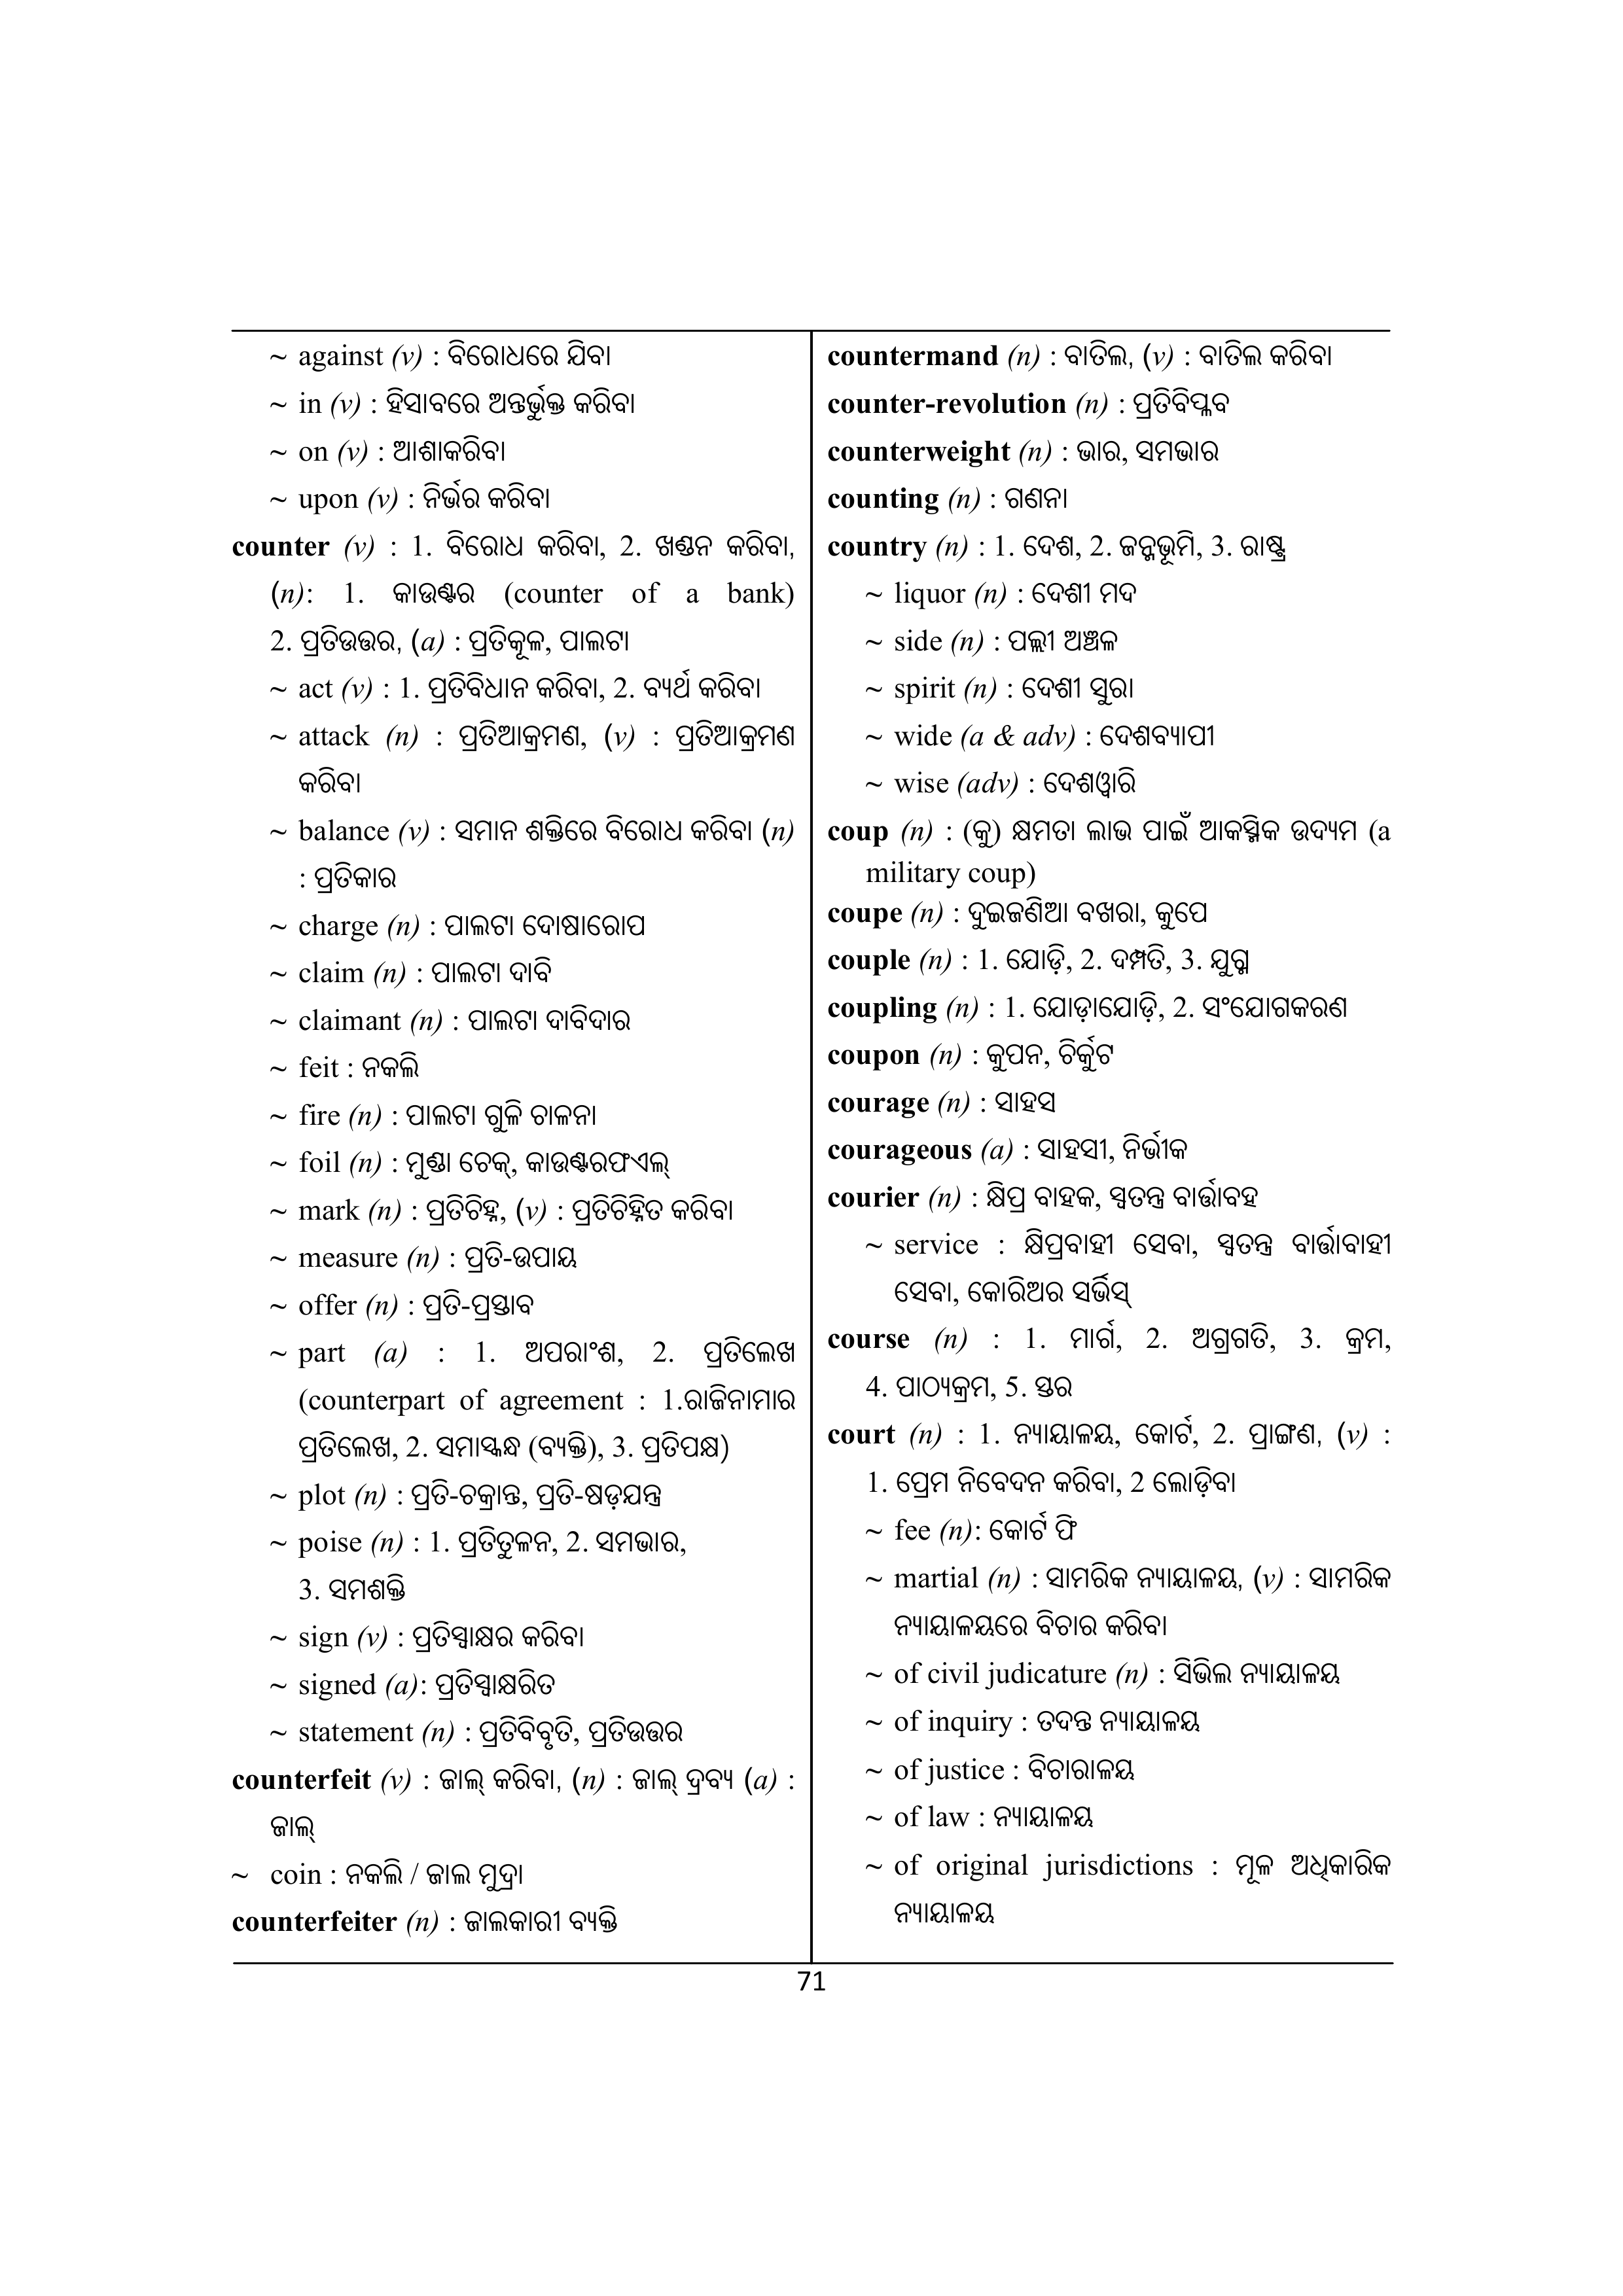 ~ against (v) : ବିରୋଧରେ ଯିବା
~ in (v) : ହିସାବରେ ଅନ୍ତର୍ଭୁକ୍ତ କରିବା
~ on (v) : ଆଶାକରିବା
~ upon (v) : ନିର୍ଭର କରିବା
counter (v) : 1. ବିରୋଧ କରିବା, 2. ଖଣ୍ଡନ କରିବା,
(n): 1. କାଉଣ୍ଟର (counter of a bank)
2. ପ୍ରତିଉତ୍ତର, (a) : ପ୍ରତିକୂଳ, ପାଲଟା
~ act (v) : 1. ପ୍ରତିବିଧାନ କରିବା, 2. ବ୍ୟର୍ଥ କରିବା
~ attack (n) : ପ୍ରତିଆକ୍ରମଣ, (v) : ପ୍ରତିଆକ୍ରମଣ
କରିବା
~ balance (v) : ସମାନ ଶକ୍ତିରେ ବିରୋଧ କରିବା (n)
: ପ୍ରତିକାର
~ charge (n) : ପାଲଟା ଦୋଷାରୋପ
~ claim (n) : ପାଲଟା ଦାବି
~ claimant (n) : ପାଲଟା ଦାବିଦାର
~ feit : ନକଲି
~ fire (n) : ପାଲଟା ଗୁଳି ଚାଳନା
~ foil (n) : ମୁଣ୍ଡା ଚେକ୍, କାଉଣ୍ଟରଫଏଲ୍
~ mark (n) : ପ୍ରତିଚିହ୍ନ, (v) : ପ୍ରତିଚିହ୍ନିତ କରିବା
~ measure (n) : ପ୍ରତି-ଉପାୟ
~ offer (n) : ପ୍ରତି-ପ୍ରସ୍ତାବ
~ part (a) : 1. ଅପରାଂଶ, 2. ପ୍ରତିଲେଖ
(counterpart of agreement : 1.ରାଜିନାମାର
ପ୍ରତିଲେଖ, 2. ସମାସ୍କନ୍ଧ (ବ୍ୟକ୍ତି), 3. ପ୍ରତିପକ୍ଷ)
~ plot (n) : ପ୍ରତି-ଚକ୍ରାନ୍ତ, ପ୍ରତି-ଷଡ଼ଯନ୍ତ୍ର
~ poise (n) : 1. ପ୍ରତିତୁଳନ, 2. ସମଭାର,
3. ସମଶକ୍ତି
~ sign (v) : ପ୍ରତିସ୍ୱାକ୍ଷର କରିବା
~ signed (a): ପ୍ରତିସ୍ୱାକ୍ଷରିତ
~ statement (n) : ପ୍ରତିବିବୃତି, ପ୍ରତିଉତ୍ତର
counterfeit (v) : ଜାଲ୍ କରିବା, (n) : ଜାଲ୍ ଦ୍ରବ୍ୟ (a) :
ଜାଲ୍
~ coin : ନକଲି / ଜାଲ ମୁଦ୍ରା
counterfeiter (n) : ଜାଲକାରୀ ବ୍ୟକ୍ତି
countermand (n) : ବାତିଲ, (v) : ବାତିଲ କରିବା
counter-revolution (n) : ପ୍ରତିବିପ୍ଳବ
counterweight (n) : ଭାର, ସମଭାର
counting (n) : ଗଣନା
country (n) : 1. ଦେଶ, 2. ଜନ୍ମଭୂମି, 3. ରାଷ୍ଟ୍ର
~ liquor (n) : ଦେଶୀ ମଦ
~ side (n) : ପଲ୍ଲୀ ଅଞ୍ଚଳ
~ spirit (n) : ଦେଶୀ ସୁରା
~ wide (a & adv) : ଦେଶବ୍ୟାପୀ
~ wise (adv) : ଦେଶୱାରି
coup (n) : (କୁ) କ୍ଷମତା ଲାଭ ପାଇଁ ଆକସ୍ମିକ ଉଦ୍ୟମ (a
military coup)
coupe (n) : ଦୁଇଜଣିଆ ବଖରା, କୁପେ
couple (n) : 1. ଯୋଡ଼ି, 2. ଦମ୍ପତି, 3. ଯୁଗ୍ମ
coupling (n) : 1. ଯୋଡ଼ାଯୋଡ଼ି, 2. ସଂଯୋଗକରଣ
coupon (n) : କୁପନ, ଚିର୍କୁଟ
courage (n) : ସାହସ
courageous (a) : ସାହସୀ, ନିର୍ଭୀକ
courier (n) : କ୍ଷିପ୍ର ବାହକ, ସ୍ୱତନ୍ତ୍ର ବାର୍ତ୍ତାବହ
~ service : କ୍ଷିପ୍ରବାହୀ ସେବା, ସ୍ୱତନ୍ତ୍ର ବାର୍ତ୍ତାବାହୀ
ସେବା, କୋରିଅର ସର୍ଭିସ୍
course (n) : 1. ମାର୍ଗ, 2. ଅଗ୍ରଗତି, 3. କ୍ରମ,
4. ପାଠ୍ୟକ୍ରମ, 5. ସ୍ତର
court (n) : 1. ନ୍ୟାୟାଳୟ, କୋର୍ଟ, 2. ପ୍ରାଙ୍ଗଣ, (v) :
1. ପ୍ରେମ ନିବେଦନ କରିବା, 2 ଲୋଡ଼ିବା
~ fee (n): କୋର୍ଟ ଫି
~ martial (n) : ସାମରିକ ନ୍ୟାୟାଳୟ, (v) : ସାମରିକ
ନ୍ୟାୟାଳୟରେ ବିଚାର କରିବା
~ of civil judicature (n) : ସିଭିଲ ନ୍ୟାୟାଳୟ
~ of inquiry : ତଦନ୍ତ ନ୍ୟାୟାଳୟ
~ of justice : ବିଚାରାଳୟ
~ of law : ନ୍ୟାୟାଳୟ
~ of original jurisdictions : ମୂଳ ଅଧିକାରିକ
ନ୍ୟାୟାଳୟ
71